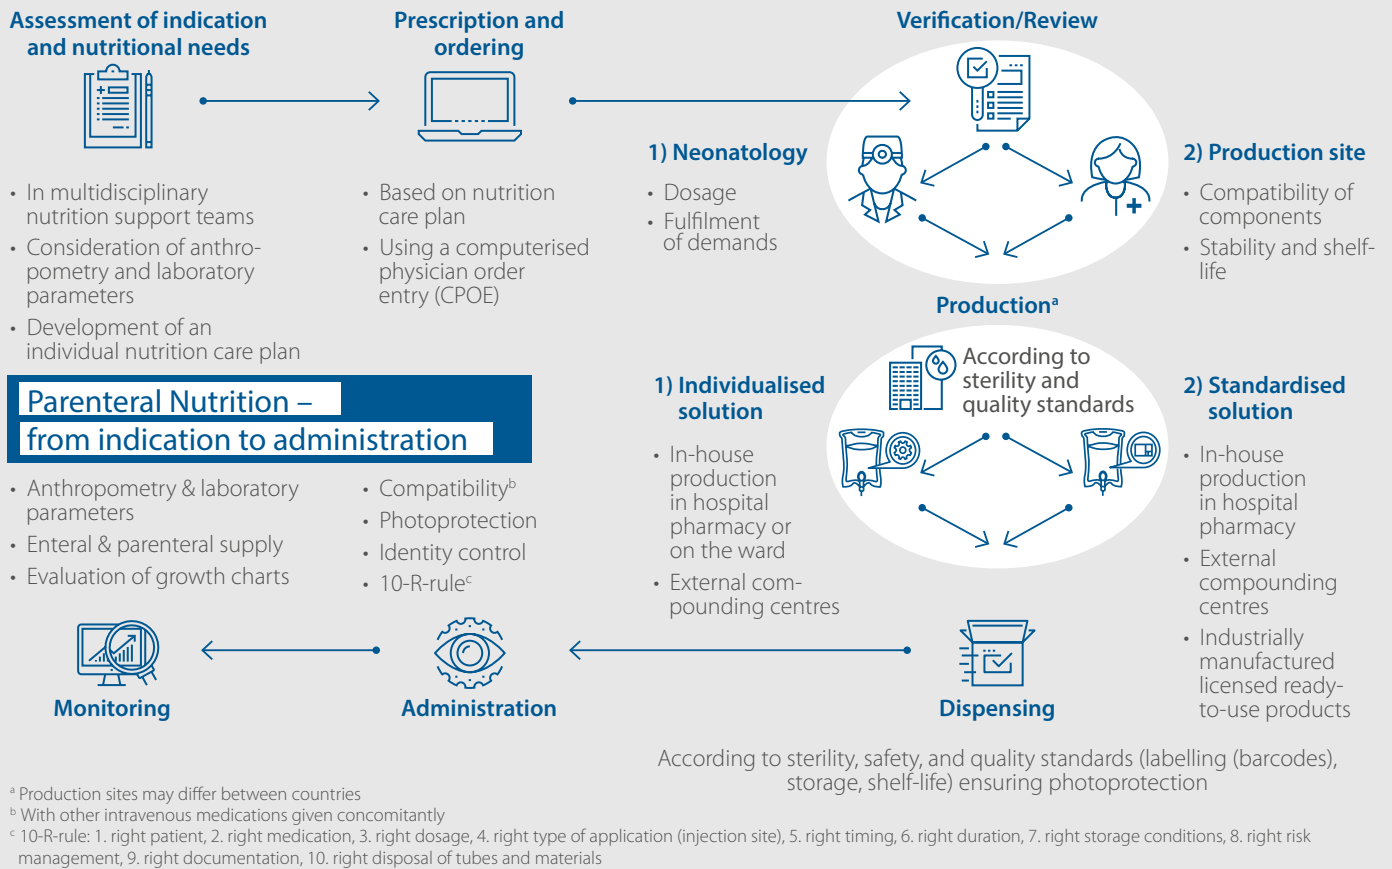 Assessment of indication
and nutritional needs
• In multidisciplinary
nutrition support teams
• Consideration of anthro-
pometry and laboratory
parameters
• Development of an
individual nutrition care plan
Prescription and
ordering
• Based on nutrition
care plan
• Using a computerised
physician order
entry (CPOE)
Verification/Review
1) Neonatology
• Dosage
• Fulfilment
of demands
2) Production site
• Compatibility of
components
• Stability and shelf-
life
Productionᵃ
According to
sterility and
quality standards
1) Individualised
solution
• In-house
production
in hospital
pharmacy or
on the ward
• External com-
pounding centres
2) Standardised
solution
• In-house
production
in hospital
pharmacy
• External
compounding
centres
• Industrially
manufactured
licensed ready-
to-use products
Parenteral Nutrition –
from indication to administration
• Anthropometry & laboratory
parameters
• Enteral & parenteral supply
• Evaluation of growth charts
Monitoring
• Compatibilityᵇ
• Photoprotection
• Identity control
• 10-R-ruleᶜ
Administration
Dispensing
According to sterility, safety, and quality standards (labelling (barcodes),
storage, shelf-life) ensuring photoprotection
ᵃ Production sites may differ between countries
ᵇ With other intravenous medications given concomitantly
ᶜ 10-R-rule: 1. right patient, 2. right medication, 3. right dosage, 4. right type of application (injection site), 5. right timing, 6. right duration, 7. right storage conditions, 8. right risk
management, 9. right documentation, 10. right disposal of tubes and materials